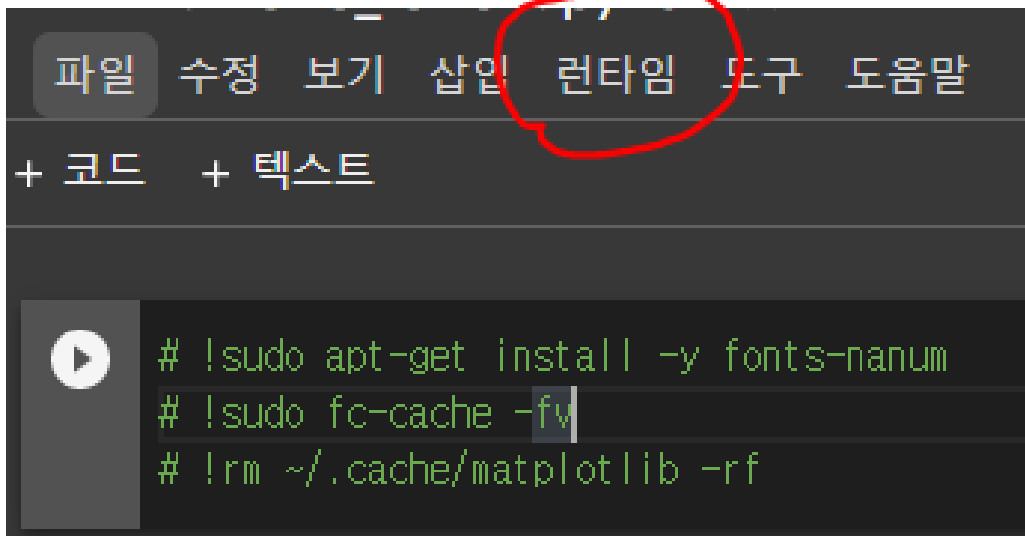 파일 수정 보기 삽입 런타임 도구 도움말
+ 코드 + 텍스트
# !sudo apt-get install -y fonts-nanum
# !sudo fc-cache -fv
# !rm ~/.cache/matplotlib -rf